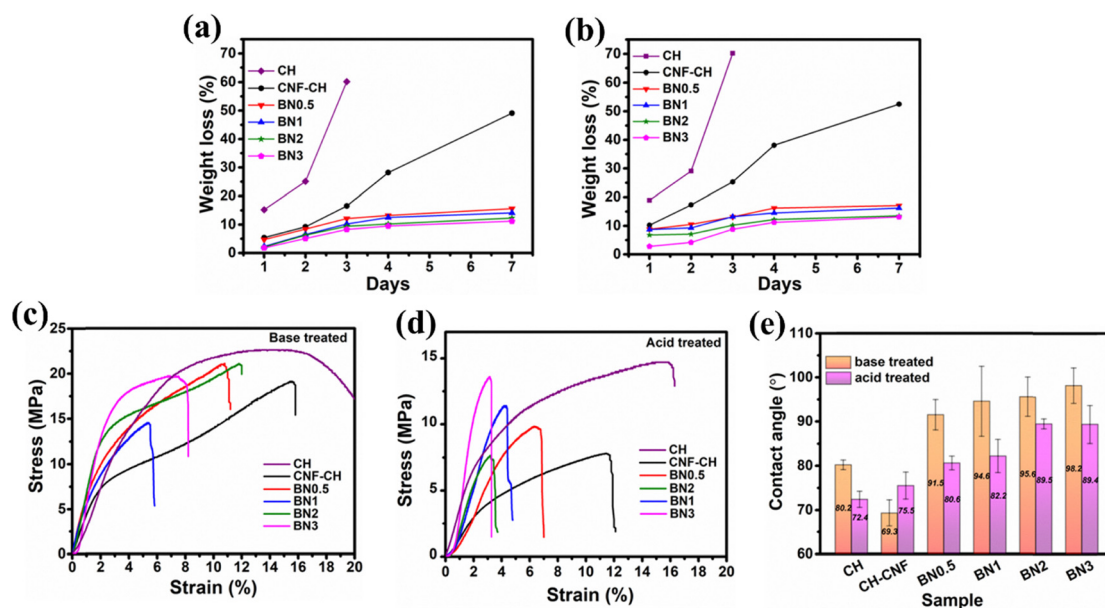 (a)
70
60
50
40
30
20
10
0
Weight loss (%)
CH
CNF-CH
BN0.5
BN1
BN2
BN3
1 2 3 4 5 6 7
Days
(b)
70
60
50
40
30
20
10
0
Weight loss (%)
CH
CNF-CH
BN0.5
BN1
BN2
BN3
1 2 3 4 5 6 7
Days
(c)
25
20
15
10
5
0
Stress (MPa)
Base treated
CH
CNF-CH
BN0.5
BN1
BN2
BN3
0 2 4 6 8 10 12 14 16 18 20
Strain (%)
(d)
15
10
5
0
Stress (MPa)
Acid treated
CH
CNF-CH
BN0.5
BN2
BN1
BN3
0 2 4 6 8 10 12 14 16 18 20
Strain (%)
(e)
110
100
90
80
70
60
Contact angle (°)
base treated
acid treated
80.2 72.4 69.3 75.5 91.5 80.6 94.6 82.2 95.6 89.5 98.2 89.4
CH CH-CNF BN0.5 BN1 BN2 BN3
Sample